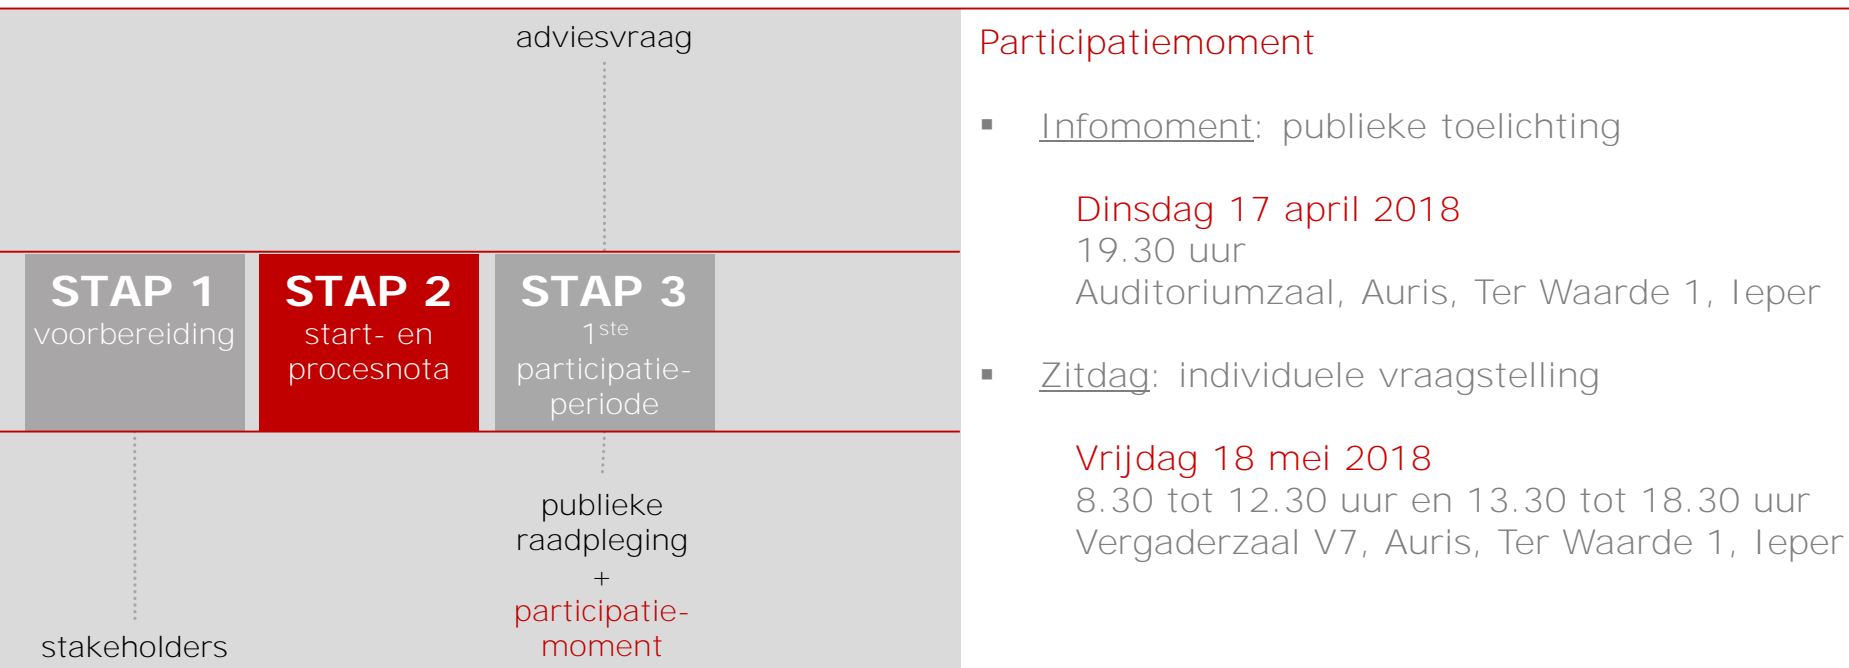 adviesvraag
STAP 1
voorbereiding
STAP 2
start- en
procesnota
STAP 3
1ste
participatie-
periode
publieke
raadpleging
+
participatie-
moment
stakeholders
Participatiemoment
▪ Infomoment: publieke toelichting
Dinsdag 17 april 2018
19.30 uur
Auditoriumzaal, Auris, Ter Waarde 1, Ieper
▪ Zitdag: individuele vraagstelling
Vrijdag 18 mei 2018
8.30 tot 12.30 uur en 13.30 tot 18.30 uur
Vergaderzaal V7, Auris, Ter Waarde 1, Ieper